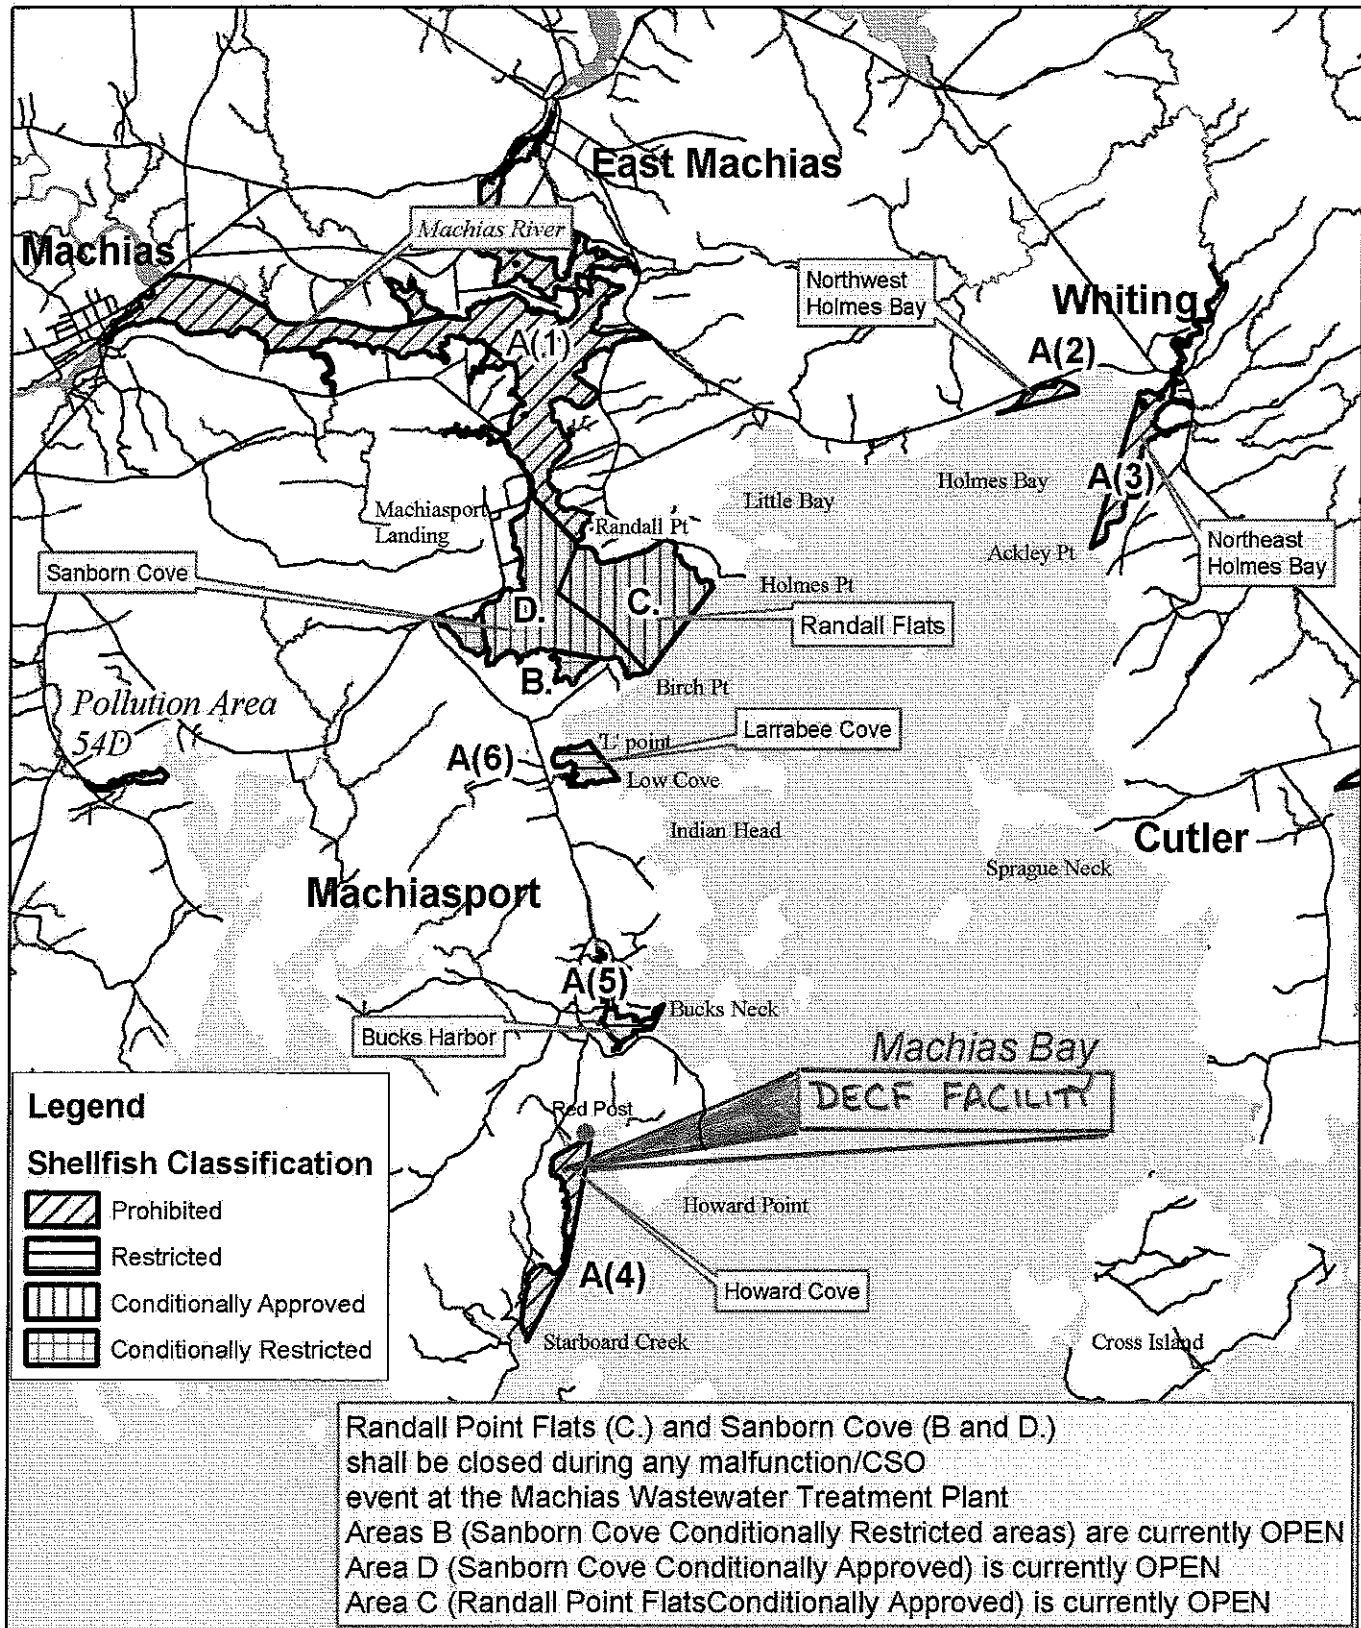 East Machias
Machias River
Machias
Northwest
Holmes Bay
Whiting
A(2)
A(.1)
Holmes Bay
A(3)
Little Bay
Machiasport
Landing
Randall Pt
Ackley Pt
Northeast
Holmes Bay
Sanborn Cove
Holmes Pt
D.
C.
Randall Flats
B.
Birch Pt
Pollution Area
54D
Larrabee Cove
'L' point
A(6)
Low Cove
Indian Head
Cutler
Sprague Neck
Machiasport
A(5)
Bucks Neck
Bucks Harbor
Machias Bay
DECF FACILITY
Red Post
Howard Point
A(4)
Howard Cove
Starboard Creek
Cross Island
Legend
Shellfish Classification
Prohibited
Restricted
Conditionally Approved
Conditionally Restricted
Randall Point Flats (C.) and Sanborn Cove (B and D.)
shall be closed during any malfunction/CSO
event at the Machias Wastewater Treatment Plant
Areas B (Sanborn Cove Conditionally Restricted areas) are currently OPEN
Area D (Sanborn Cove Conditionally Approved) is currently OPEN
Area C (Randall Point FlatsConditionally Approved) is currently OPEN